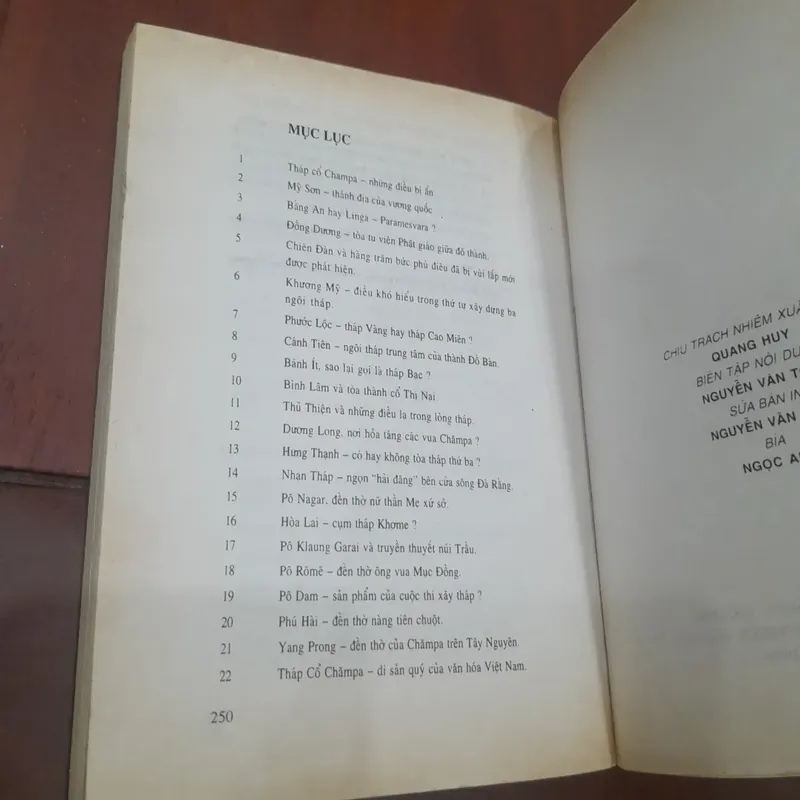 MỤC LỤC
1 Tháp cổ Chămpa – những điều bí ẩn
2 Mỹ Sơn – thánh địa của vương quốc
3 Bằng An hay Linga – Paramesvara ?
4 Đồng Dương – tòa tu viện Phật giáo giữa đô thành.
5 Chiên Đàn và hàng trăm bức phù điêu đã bị vùi lấp mới
được phát hiện.
6 Khương Mỹ – điều khó hiểu trong thứ tự xây dựng ba
ngôi tháp.
7 Phước Lộc – tháp Vàng hay tháp Cao Miên ?
8 Cánh Tiên – ngôi tháp trung tâm của thành Đồ Bàn.
9 Bánh Ít, sao lại gọi là tháp Bạc ?
10 Bình Lâm và tòa thành cổ Thị Nại
11 Thủ Thiện và những điều lạ trong lòng tháp.
12 Dương Long, nơi hỏa táng các vua Chămpa ?
13 Hưng Thạnh – có hay không tòa tháp thứ ba ?
14 Nhạn Tháp – ngọn “hải đăng” bên cửa sông Đà Rằng.
15 Pô Nagar, đền thờ nữ thần Mẹ xứ sở.
16 Hòa Lai – cụm tháp Khơme ?
17 Pô Klaung Garai và truyền thuyết núi Trầu.
18 Pô Rômê – đền thờ ông vua Mục Đồng.
19 Pô Dam – sản phẩm của cuộc thi xây tháp ?
20 Phú Hài – đền thờ nàng tiên chuột.
21 Yang Prong – đền thờ của Chămpa trên Tây Nguyên.
22 Tháp Cổ Chămpa – di sản quý của văn hóa Việt Nam.
250
CHỊU TRÁCH NHIỆM XUẤ
QUANG HUY
BIÊN TẬP NỘI DU
NGUYỄN VĂN T
SỬA BẢN IN
NGUYỄN VĂN
BÌA
NGỌC A